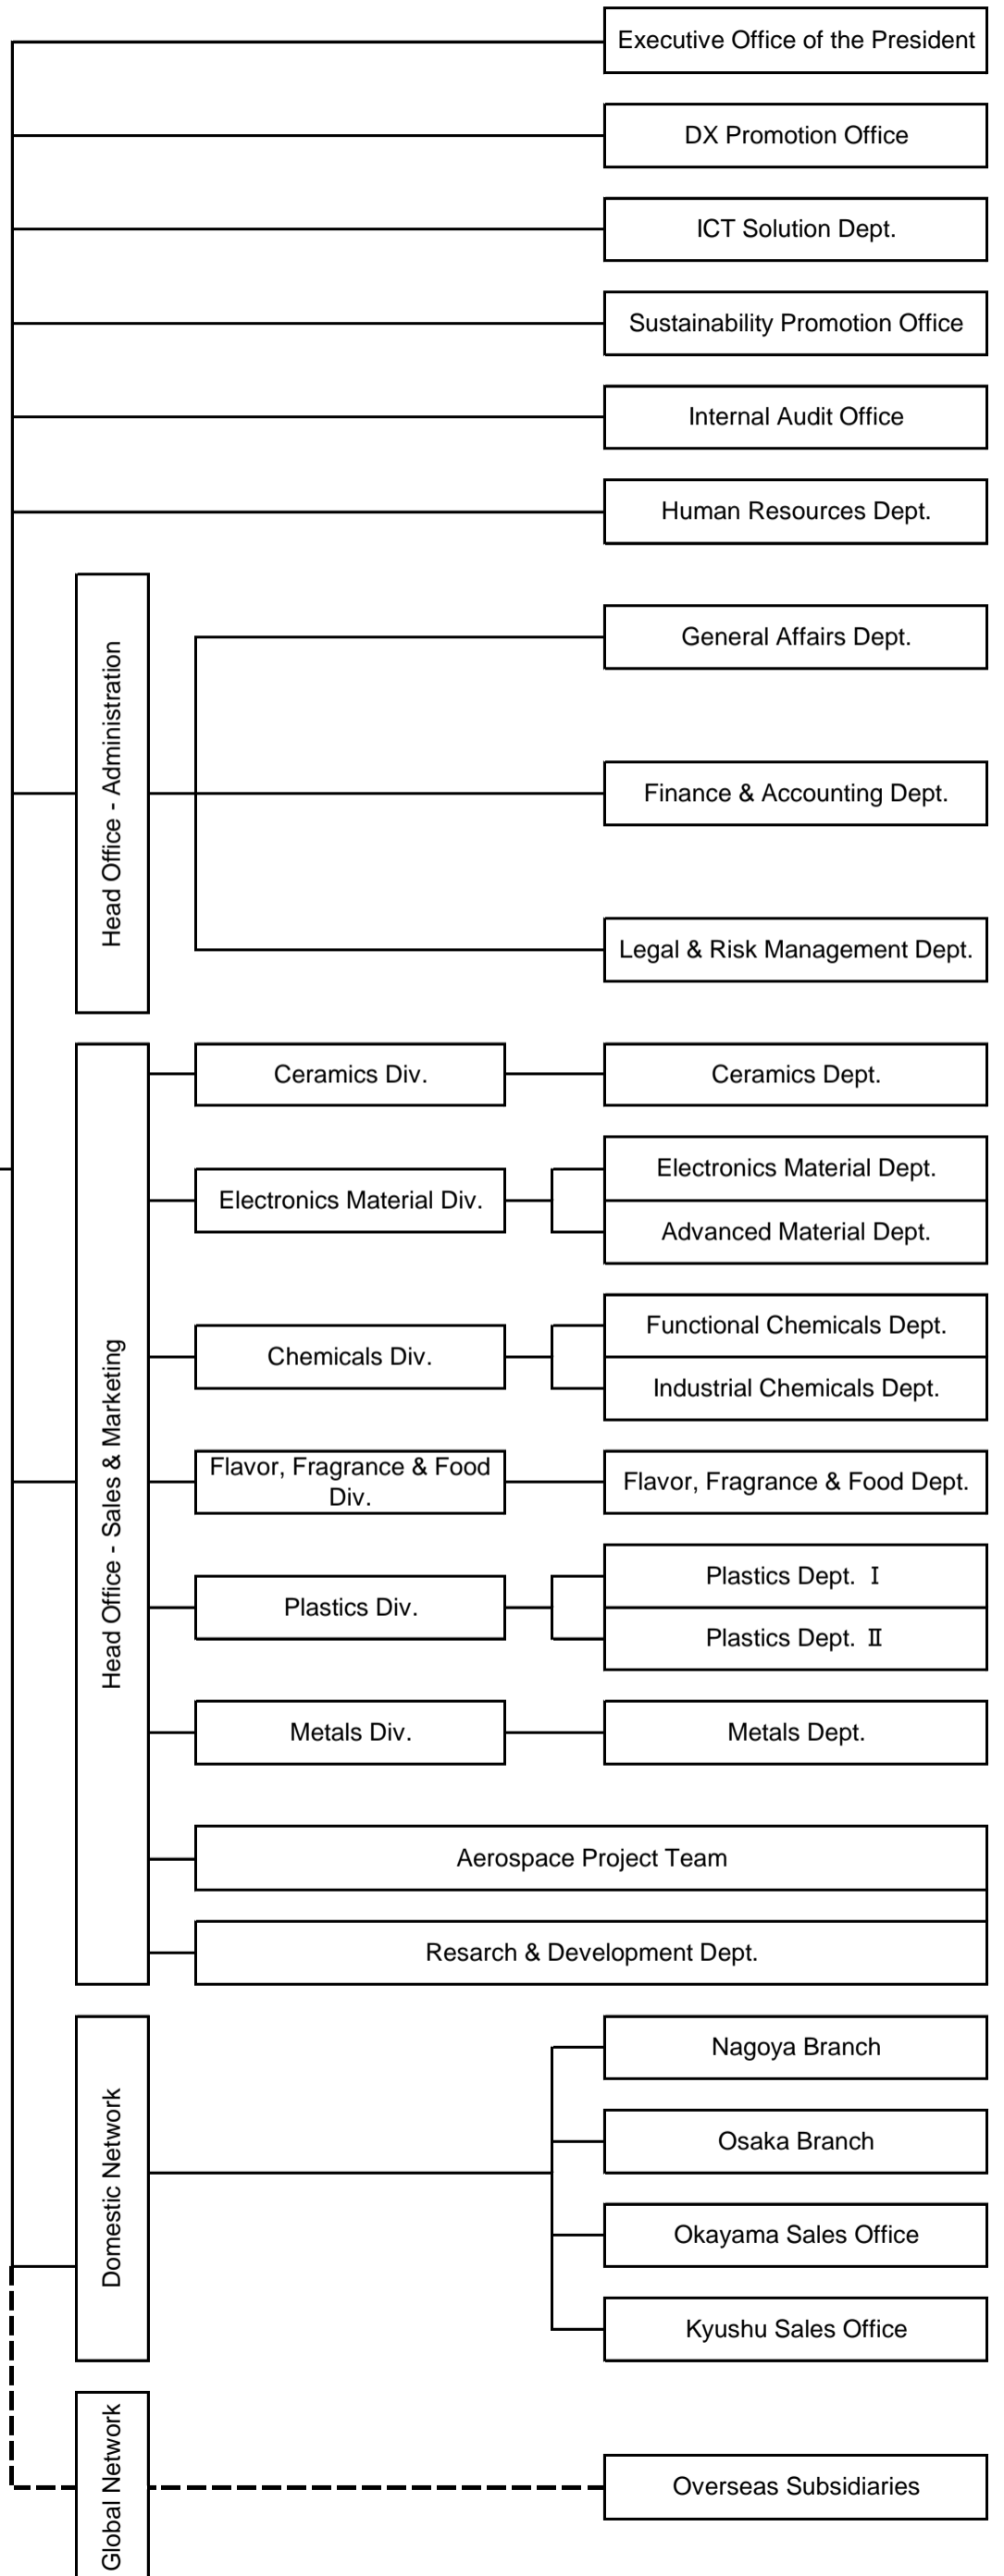 Executive Office of the President
DX Promotion Office
ICT Solution Dept.
Sustainability Promotion Office
Internal Audit Office
Human Resources Dept.
Head Office - Administration
General Affairs Dept.
Finance & Accounting Dept.
Legal & Risk Management Dept.
Head Office - Sales & Marketing
Ceramics Div.
Ceramics Dept.
Electronics Material Div.
Electronics Material Dept.
Advanced Material Dept.
Chemicals Div.
Functional Chemicals Dept.
Industrial Chemicals Dept.
Flavor, Fragrance & Food
Div.
Flavor, Fragrance & Food Dept.
Plastics Div.
Plastics Dept. Ⅰ
Plastics Dept. Ⅱ
Metals Div.
Metals Dept.
Aerospace Project Team
Resarch & Development Dept.
Domestic Network
Nagoya Branch
Osaka Branch
Okayama Sales Office
Kyushu Sales Office
Global Network
Overseas Subsidiaries